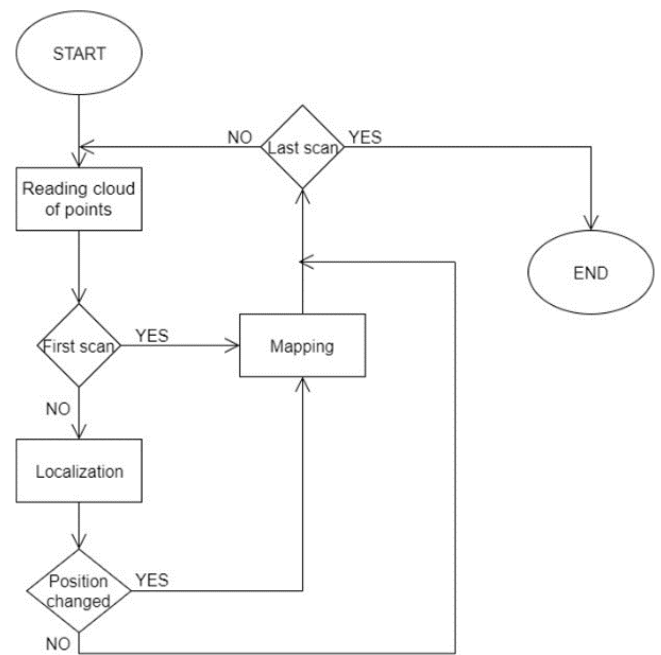 START
NO
Last scan
YES
Reading cloud
of points
END
First scan
YES
Mapping
NO
Localization
Position
changed
YES
NO